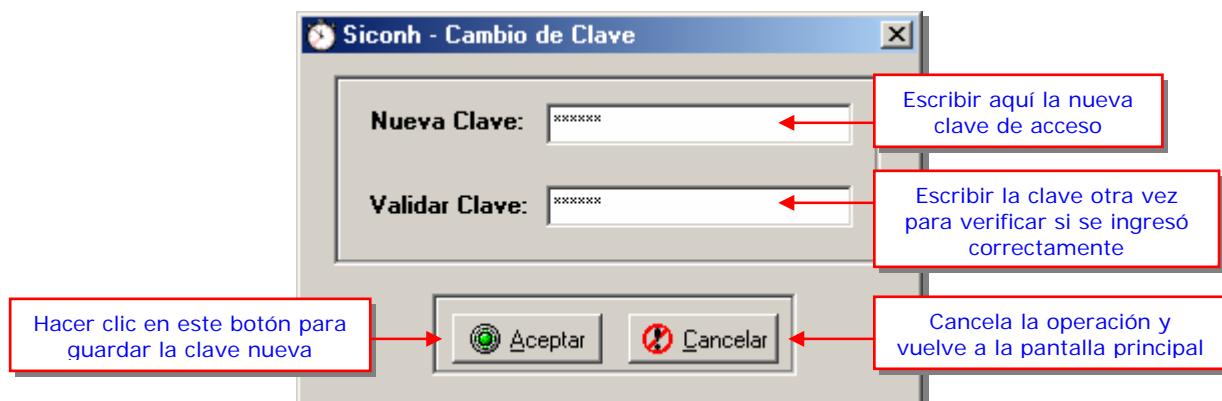 Siconh - Cambio de Clave
Nueva Clave: ******
Escribir aquí la nueva
clave de acceso
Validar Clave: ******
Escribir la clave otra vez
para verificar si se ingresó
correctamente
Hacer clic en este botón para
guardar la clave nueva
Aceptar
Cancelar
Cancela la operación y
vuelve a la pantalla principal